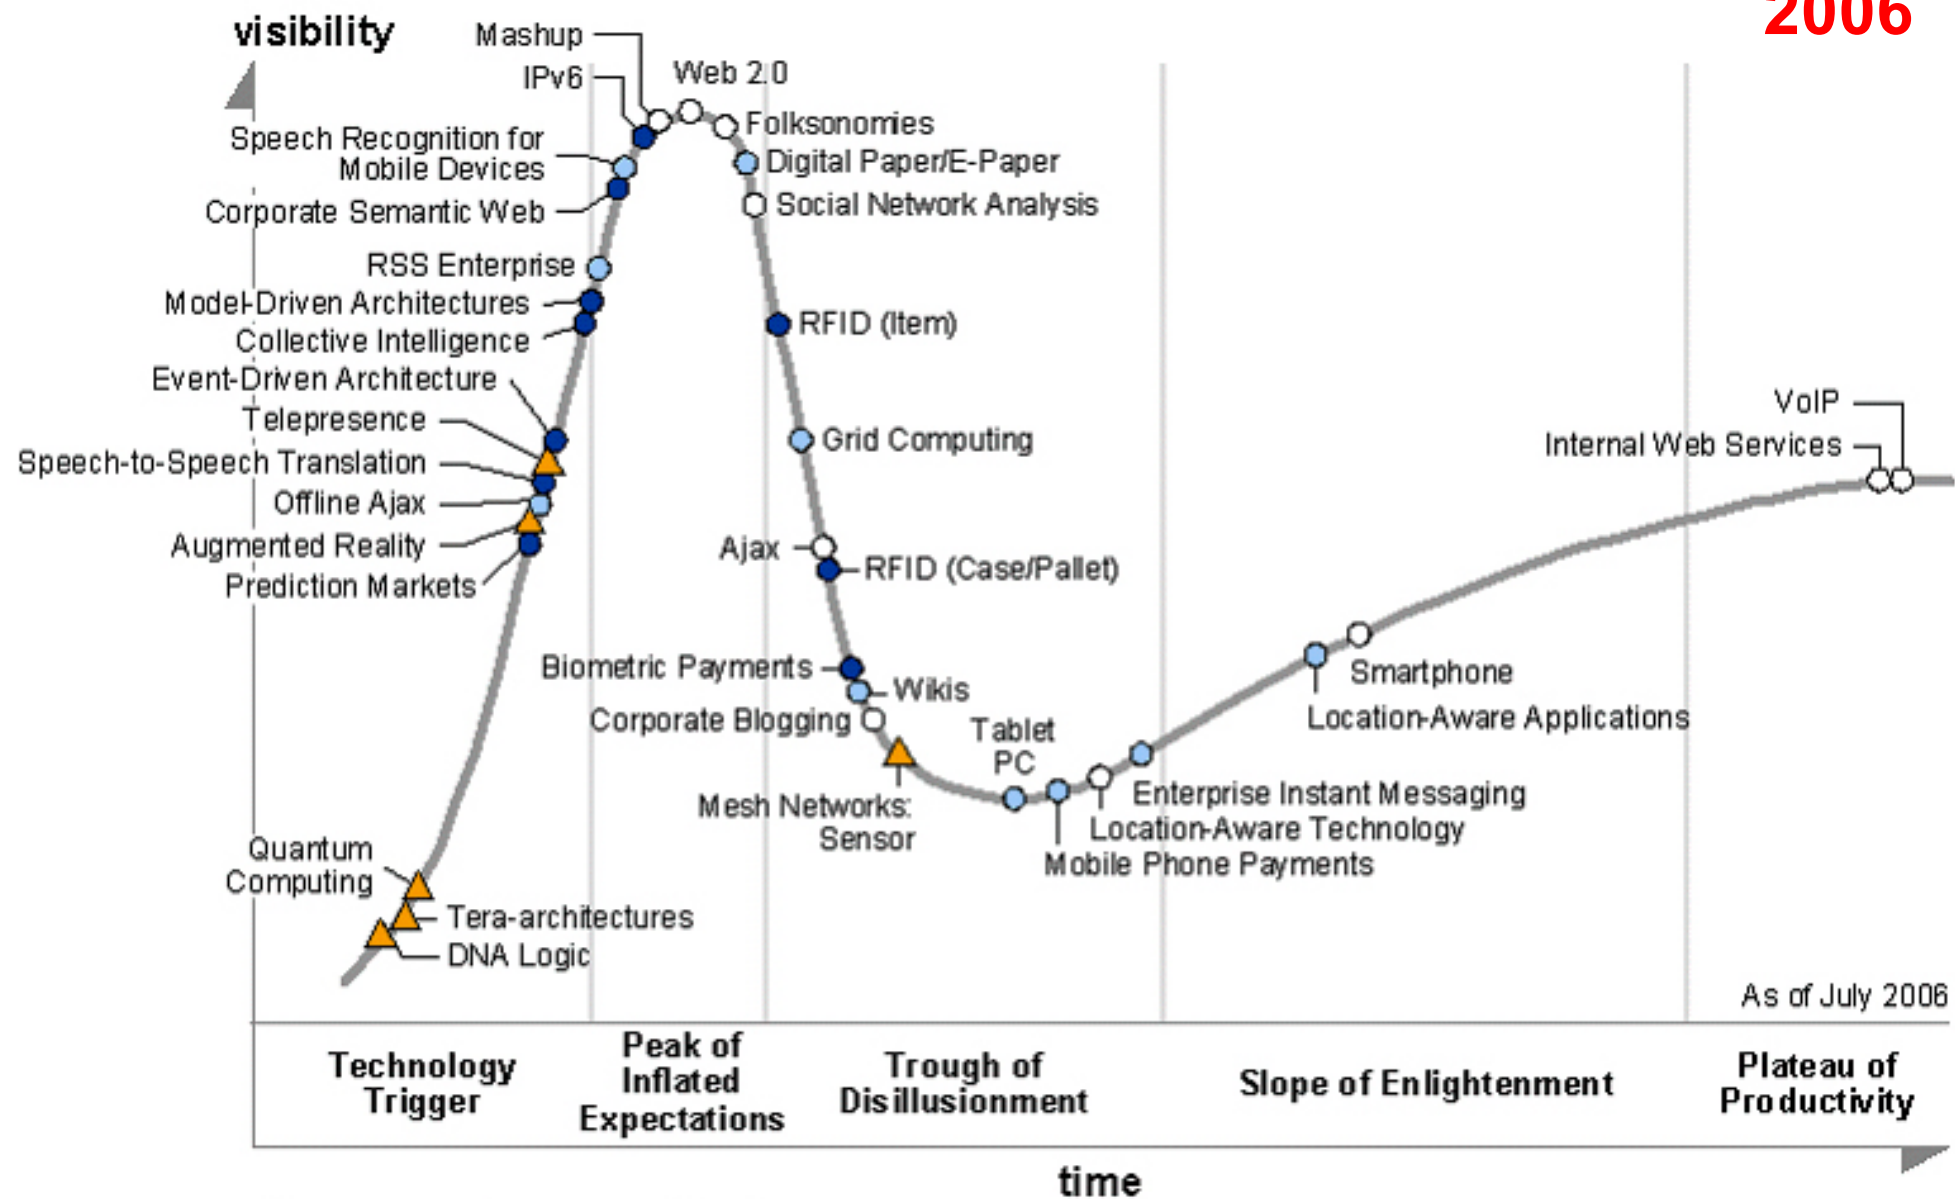 2006
visibility
Mashup
IPv6
Web 2.0
Speech Recognition for
Mobile Devices
Corporate Semantic Web
RSS Enterprise
Model-Driven Architectures
Collective Intelligence
Event-Driven Architecture
Telepresence
Speech-to-Speech Translation
Offline Ajax
Augmented Reality
Prediction Markets
Quantum
Computing
Tera-architectures
DNA Logic
Folksonomies
Digital Paper/E-Paper
Social Network Analysis
RFID (Item)
Grid Computing
Ajax
RFID (Case/Pallet)
Biometric Payments
Wikis
Corporate Blogging
Mesh Networks:
Sensor
Tablet
PC
Enterprise Instant Messaging
Location-Aware Technology
Mobile Phone Payments
Smartphone
Location-Aware Applications
VoIP
Internal Web Services
As of July 2006
Technology
Trigger
Peak of
Inflated
Expectations
Trough of
Disillusionment
Slope of Enlightenment
Plateau of
Productivity
time